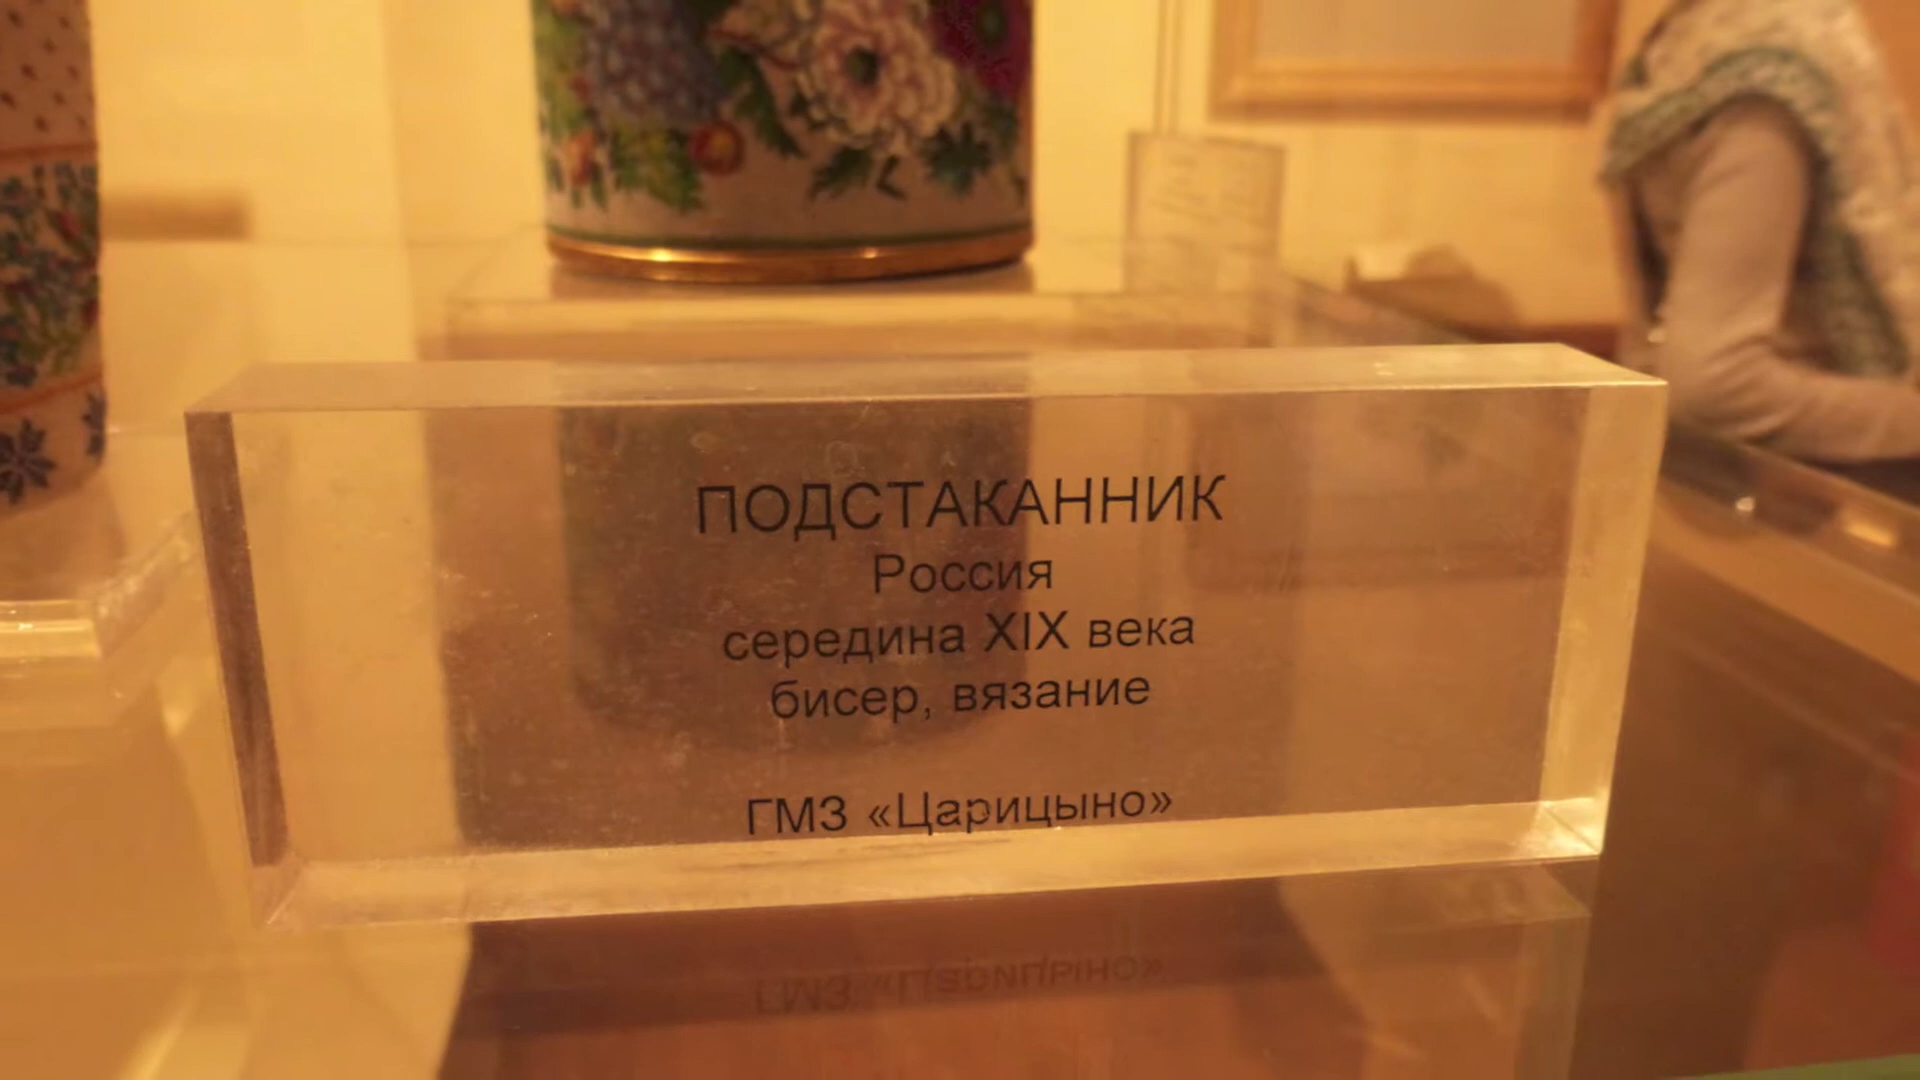 ПОДСТАКАННИК
Россия
середина XIX века
бисер, вязание
ГМЗ «Царицыно»